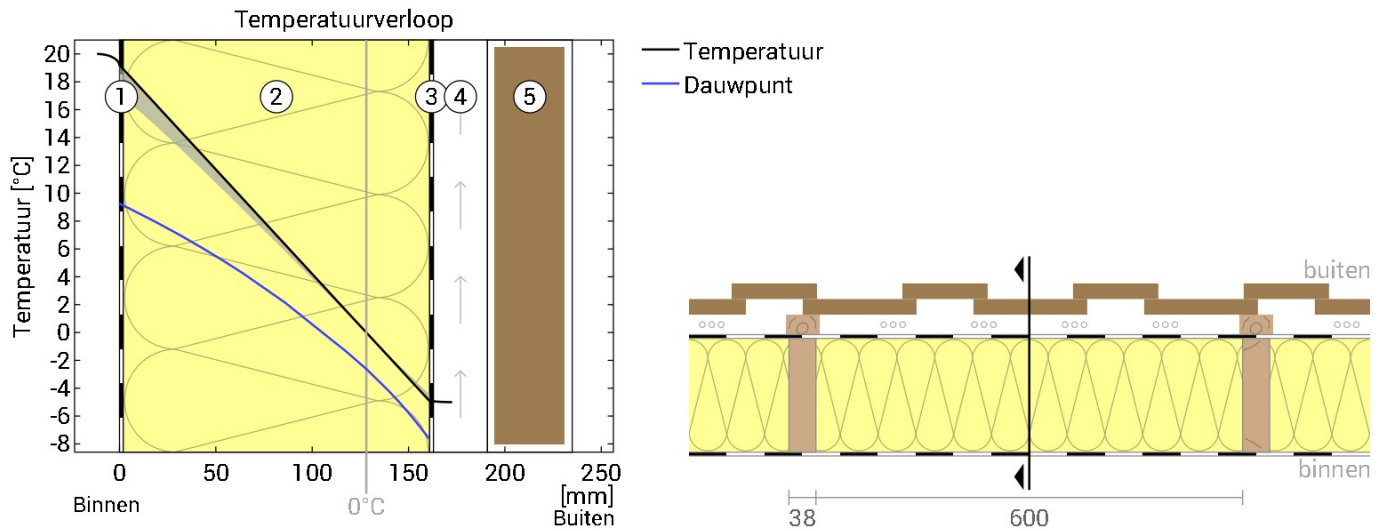 Temperatuurverloop
Temperatuur [°C]
20
18
16
14
12
10
8
6
4
2
0
-2
-4
-6
-8
1
2
3
4
5
0
50
100
150
200
250
[mm]
Binnen
0°C
Buiten
Temperatuur
Dauwpunt
buiten
binnen
38
600